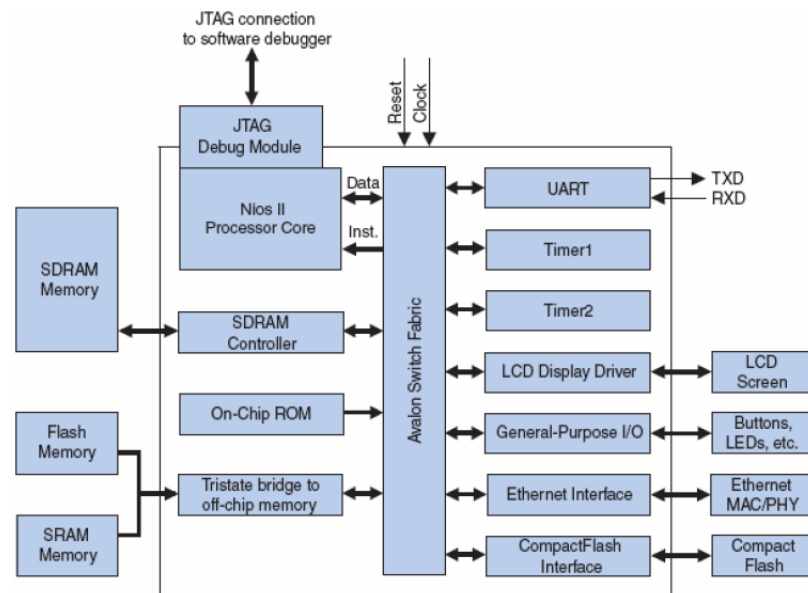 JTAG connection
to software debugger
Reset
Clock
JTAG
Debug Module
Data
Nios II
Processor Core
Inst.
UART
TXD
RXD
SDRAM
Memory
Timer1
Timer2
SDRAM
Controller
Avalon Switch Fabric
LCD Display Driver
LCD
Screen
On-Chip ROM
General-Purpose I/O
Buttons,
LEDs, etc.
Flash
Memory
Tristate bridge to
off-chip memory
Ethernet Interface
Ethernet
MAC/PHY
SRAM
Memory
CompactFlash
Interface
Compact
Flash